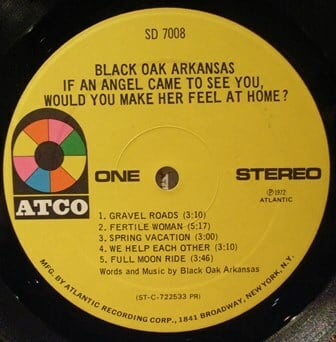 SD 7008
BLACK OAK ARKANSAS
IF AN ANGEL CAME TO SEE YOU,
WOULD YOU MAKE HER FEEL AT HOME?
ONE
STEREO
ATCO
℗1972
ATLANTIC
1. GRAVEL ROADS (3:10)
2. FERTILE WOMAN (5:17)
3. SPRING VACATION (3:00)
4. WE HELP EACH OTHER (3:10)
5. FULL MOON RIDE (3:46)
Words and Music by Black Oak Arkansas
(ST-C-722533 PR)
MFG. BY ATLANTIC RECORDING CORP., 1841 BROADWAY, NEW YORK, N.Y.